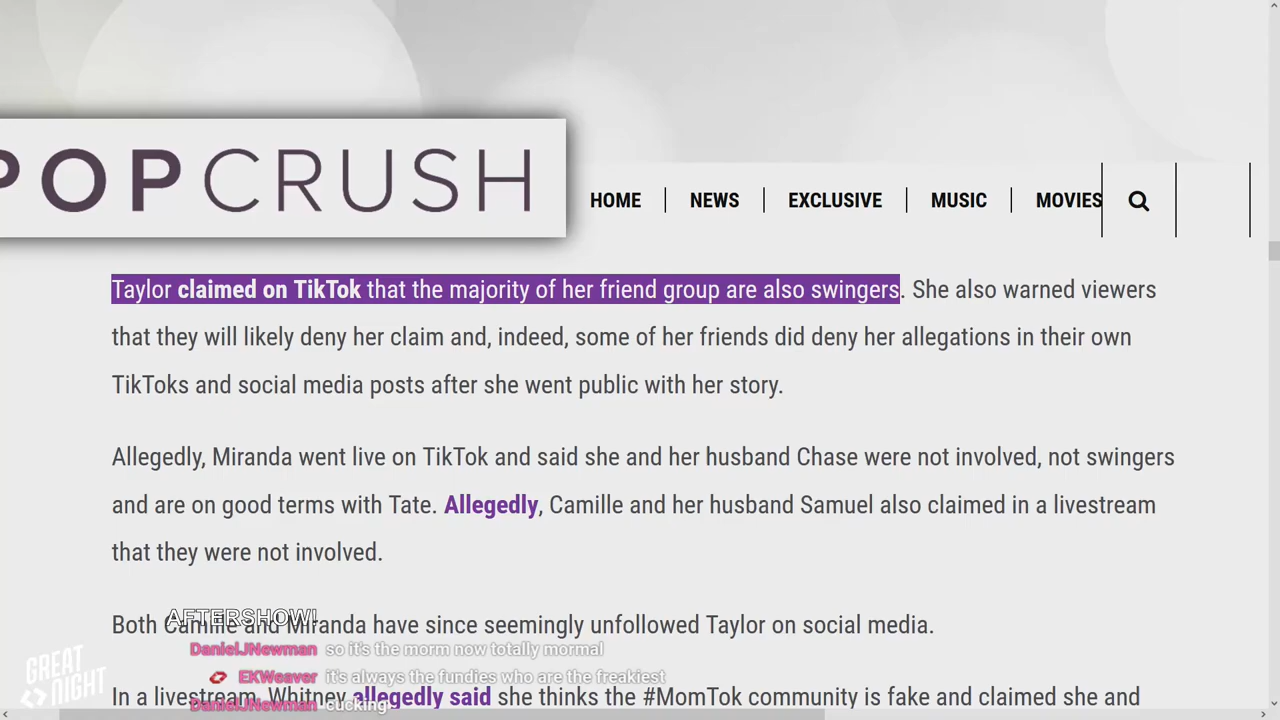 POPCRUSH
HOME NEWS EXCLUSIVE MUSIC MOVIES
Taylor claimed on TikTok that the majority of her friend group are also swingers. She also warned viewers
that they will likely deny her claim and, indeed, some of her friends did deny her allegations in their own
TikToks and social media posts after she went public with her story.
Allegedly, Miranda went live on TikTok and said she and her husband Chase were not involved, not swingers
and are on good terms with Tate. Allegedly, Camille and her husband Samuel also claimed in a livestream
that they were not involved.
AFTERSHOW!
Both Camille and Miranda have since seemingly unfollowed Taylor on social media.
DanielJNewman so it's the morm now totally mormal
EKWeaver it's always the fundies who are the freakiest
In a livestream, Whitney allegedly said she thinks the #MomTok community is fake and claimed she and
DanielJNewman cucking
GREAT NIGHT